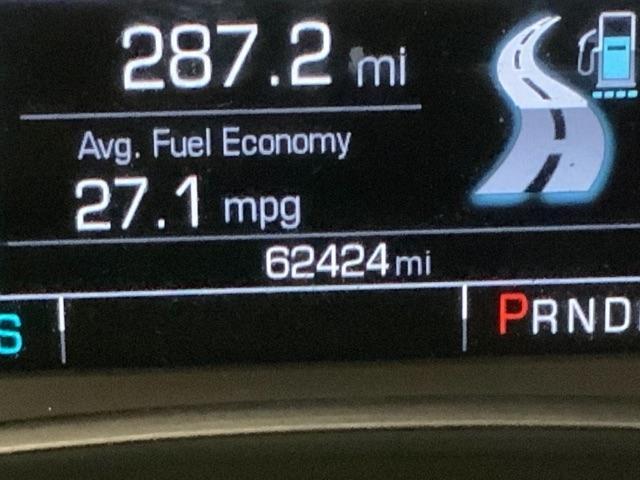 287.2 mi
Avg. Fuel Economy
27.1 mpg
62424 mi
S PRND